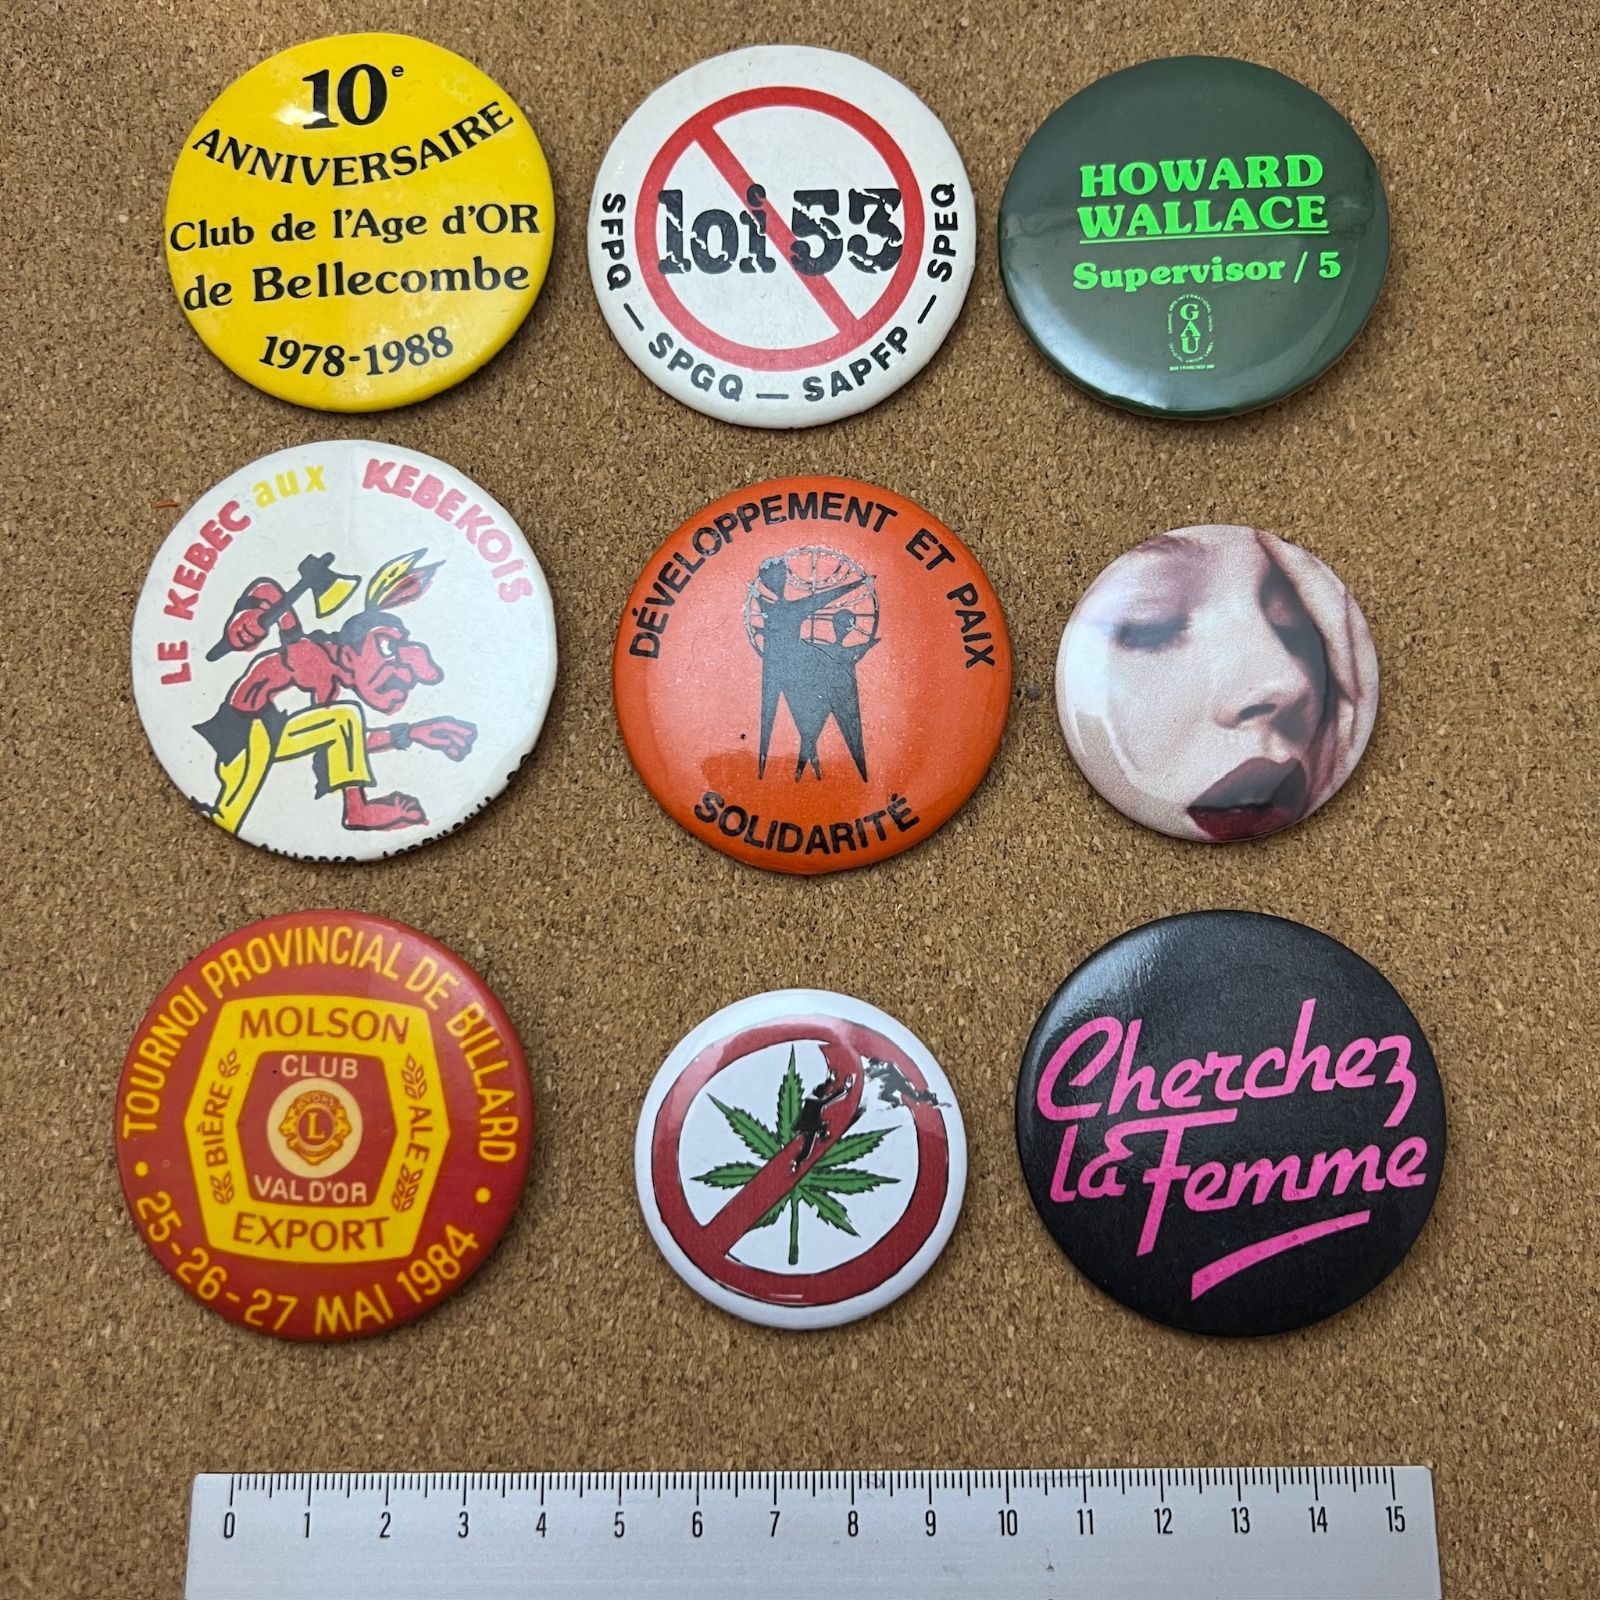 10e
ANNIVERSAIRE
Club de l'Age d'OR
de Bellecombe
1978-1988
loi 53
SFPQ — SPGQ — SAPFP — SPEQ
HOWARD
WALLACE
Supervisor / 5
GAU
LE KEBEC aux KEBEKOIS
DÉVELOPPEMENT ET PAIX
SOLIDARITÉ
TOURNOI PROVINCIAL DE BILLARD
MOLSON
CLUB
BIÈRE
L
ALE
VAL D'OR
EXPORT
• 25-26-27 MAI 1984 •
Cherchez
la Femme
0 1 2 3 4 5 6 7 8 9 10 11 12 13 14 15